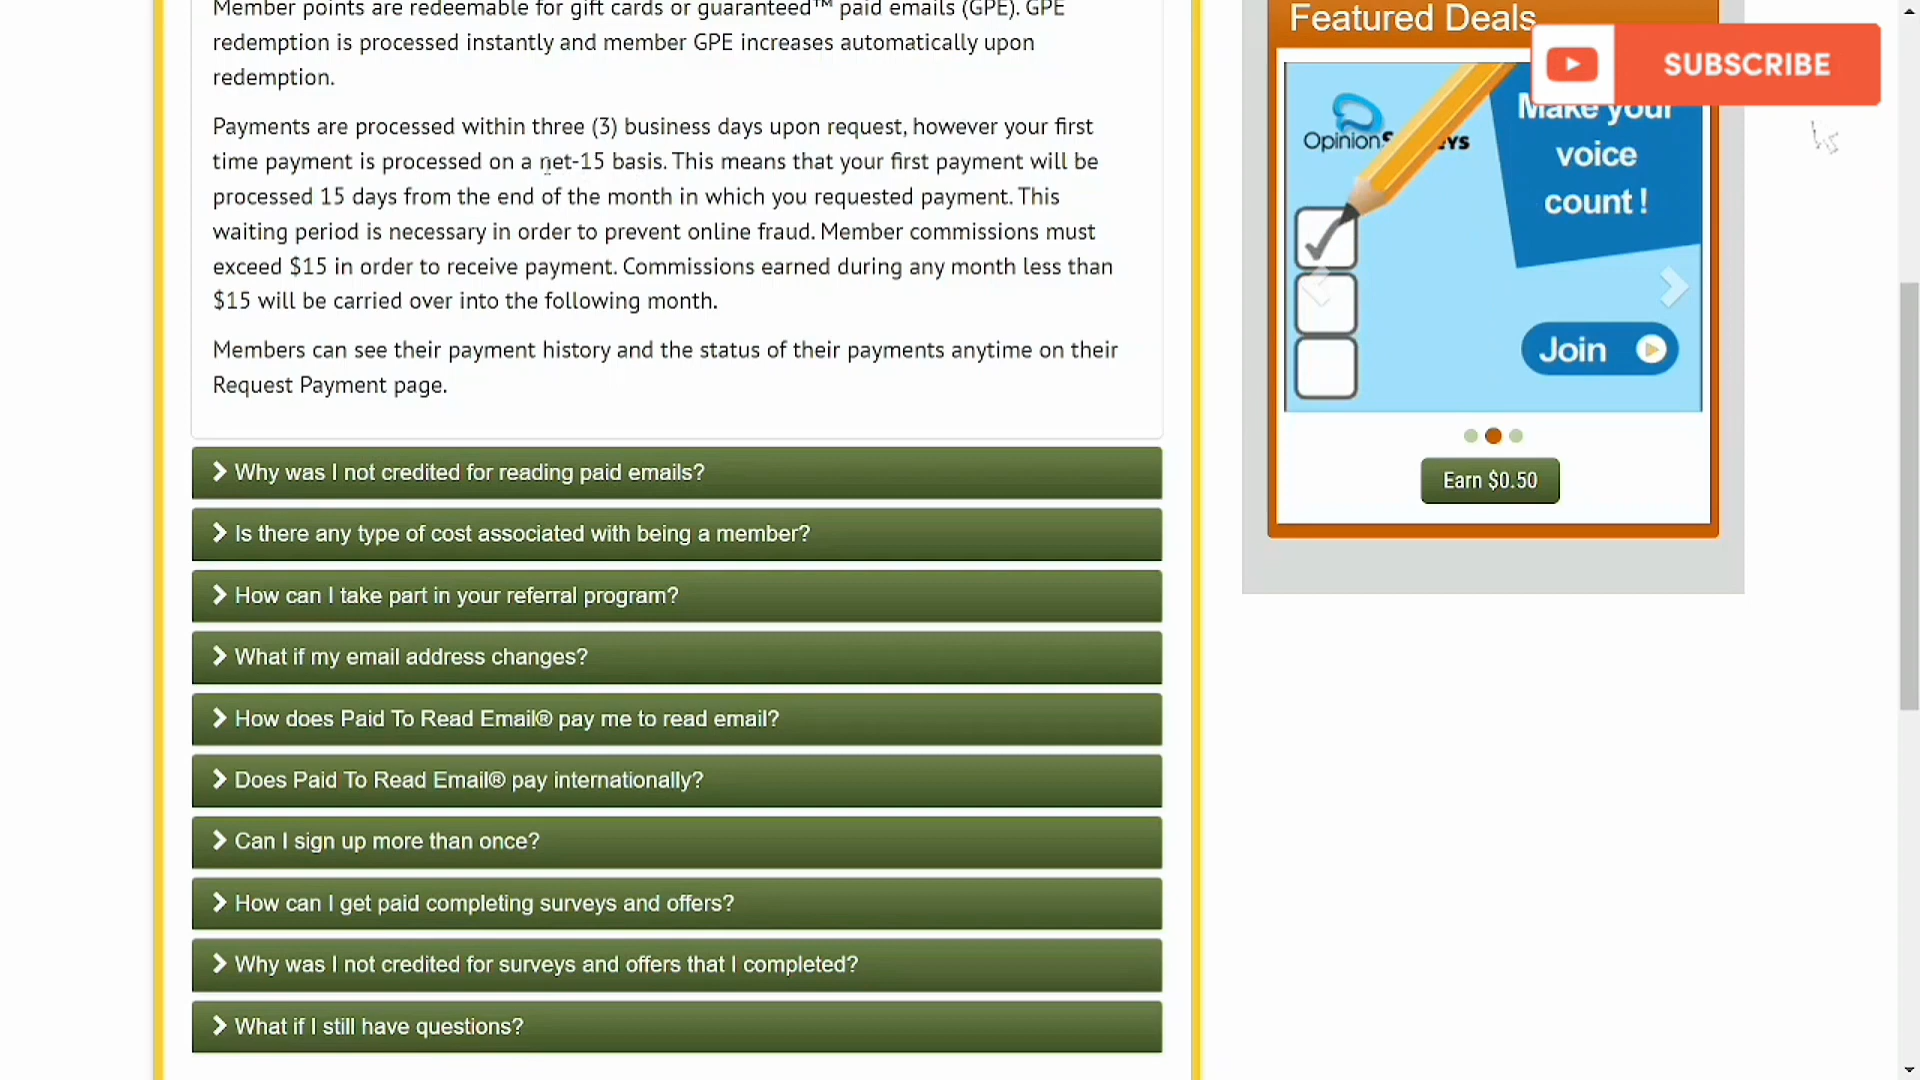 Member points are redeemable for gift cards or guaranteed™ paid emails (GPE). GPE
redemption is processed instantly and member GPE increases automatically upon
redemption.
Payments are processed within three (3) business days upon request, however your first
time payment is processed on a net-15 basis. This means that your first payment will be
processed 15 days from the end of the month in which you requested payment. This
waiting period is necessary in order to prevent online fraud. Member commissions must
exceed $15 in order to receive payment. Commissions earned during any month less than
$15 will be carried over into the following month.
Members can see their payment history and the status of their payments anytime on their
Request Payment page.
Why was I not credited for reading paid emails?
Is there any type of cost associated with being a member?
How can I take part in your referral program?
What if my email address changes?
How does Paid To Read Email® pay me to read email?
Does Paid To Read Email® pay internationally?
Can I sign up more than once?
How can I get paid completing surveys and offers?
Why was I not credited for surveys and offers that I completed?
What if I still have questions?
Featured Deals
SUBSCRIBE
Make your
voice
count !
Join
Earn $0.50